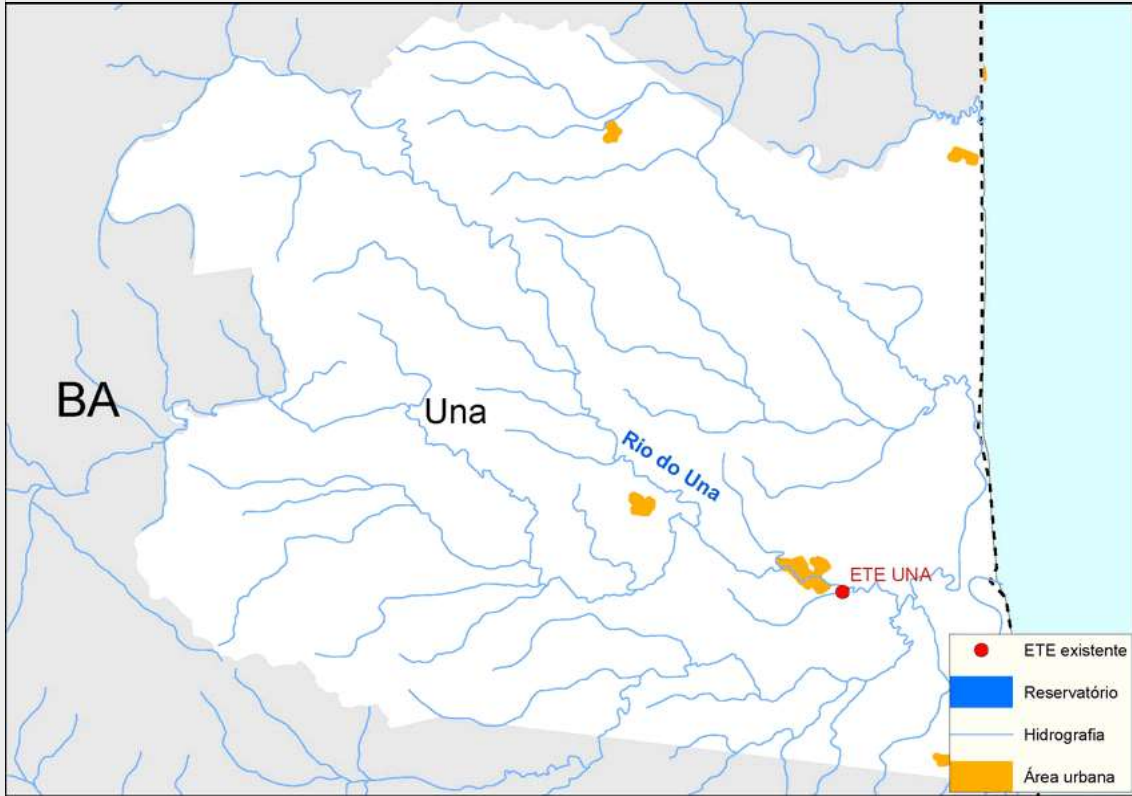 BA
Una
Rio do Una
ETE UNA
ETE existente
Reservatório
Hidrografia
Área urbana